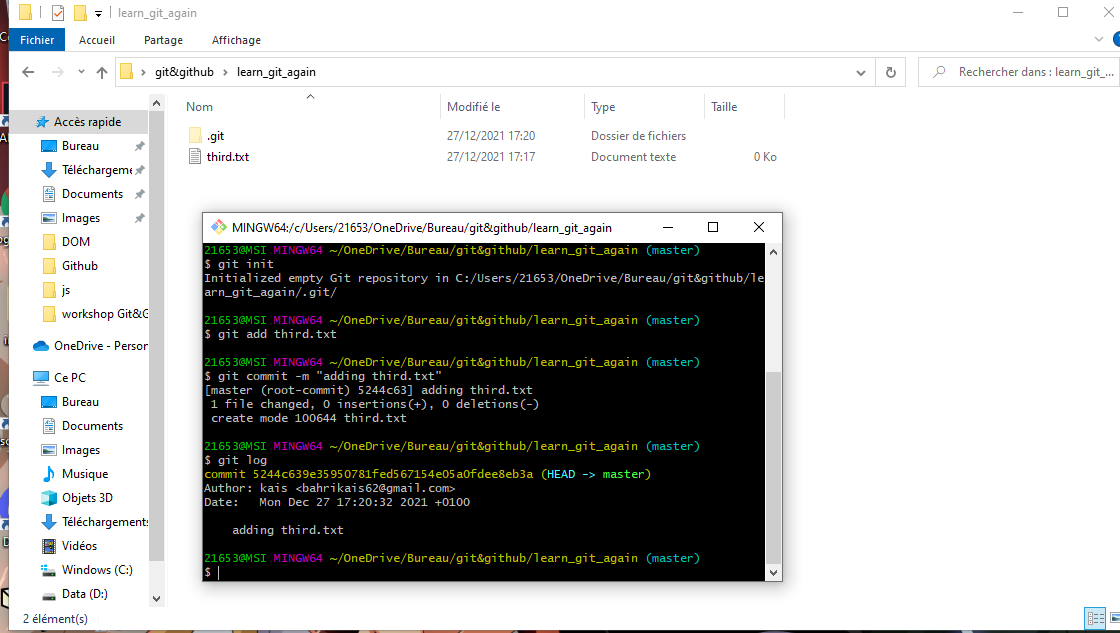 learn_git_again
Fichier Accueil Partage Affichage
git&github › learn_git_again
Rechercher dans : learn_git_...
Nom Modifié le Type Taille
.git 27/12/2021 17:20 Dossier de fichiers
third.txt 27/12/2021 17:17 Document texte 0 Ko
Accès rapide
Bureau
Téléchargeme
Documents
Images
DOM
Github
js
workshop Git&G
OneDrive - Person
Ce PC
Bureau
Documents
Images
Musique
Objets 3D
Téléchargements
Vidéos
Windows (C:)
Data (D:)
2 élément(s)
MINGW64:/c/Users/21653/OneDrive/Bureau/git&github/learn_git_again
21653@MSI MINGW64 ~/OneDrive/Bureau/git&github/learn_git_again (master)
$ git init
Initialized empty Git repository in C:/Users/21653/OneDrive/Bureau/git&github/le
arn_git_again/.git/
21653@MSI MINGW64 ~/OneDrive/Bureau/git&github/learn_git_again (master)
$ git add third.txt
21653@MSI MINGW64 ~/OneDrive/Bureau/git&github/learn_git_again (master)
$ git commit -m "adding third.txt"
[master (root-commit) 5244c63] adding third.txt
1 file changed, 0 insertions(+), 0 deletions(-)
create mode 100644 third.txt
21653@MSI MINGW64 ~/OneDrive/Bureau/git&github/learn_git_again (master)
$ git log
commit 5244c639e35950781fed567154e05a0fdee8eb3a (HEAD -> master)
Author: kais <bahrikais62@gmail.com>
Date: Mon Dec 27 17:20:32 2021 +0100
adding third.txt
21653@MSI MINGW64 ~/OneDrive/Bureau/git&github/learn_git_again (master)
$